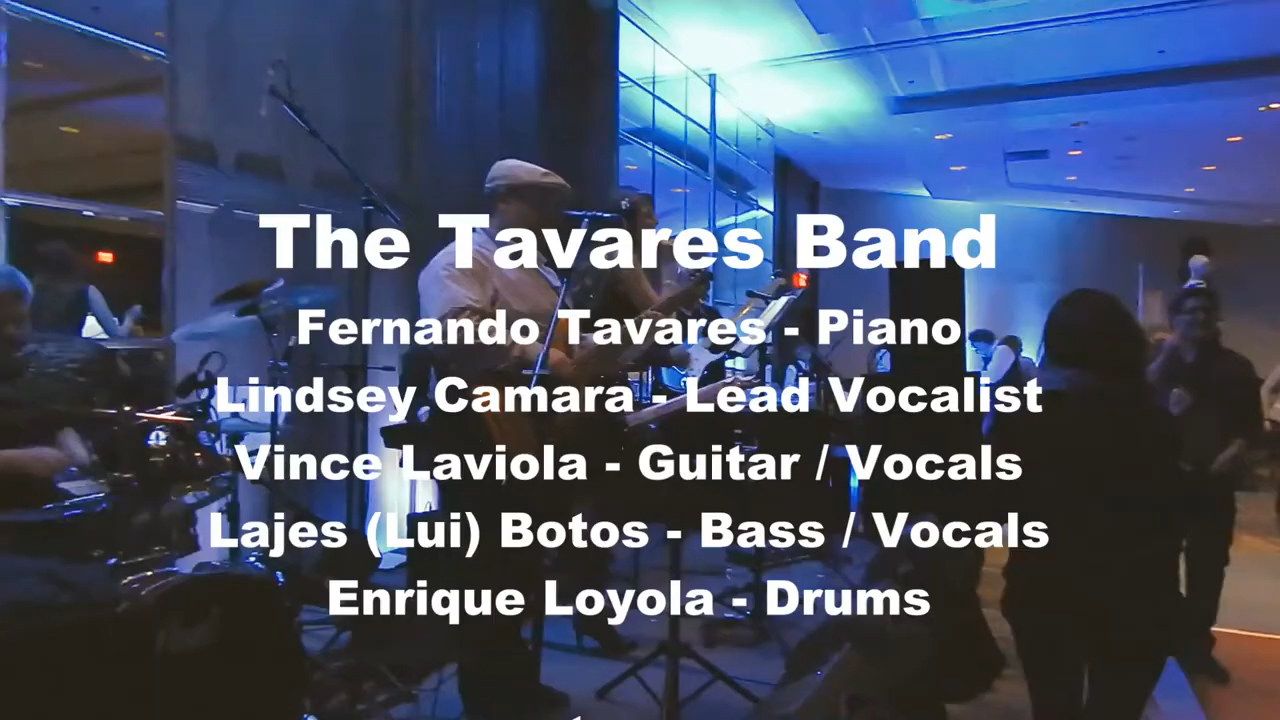 The Tavares Band
Fernando Tavares - Piano
Lindsey Camara - Lead Vocalist
Vince Laviola - Guitar / Vocals
Lajes (Lui) Botos - Bass / Vocals
Enrique Loyola - Drums